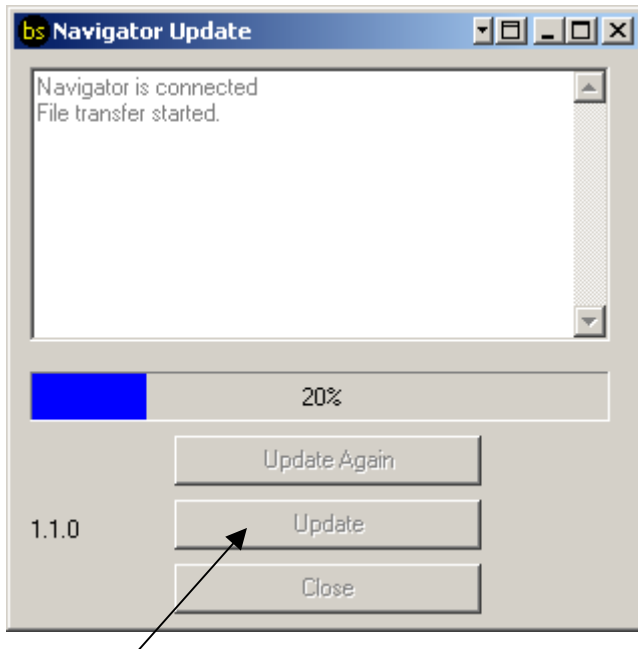 bs Navigator Update
Navigator is connected
File transfer started.
20%
Update Again
1.1.0 Update
Close